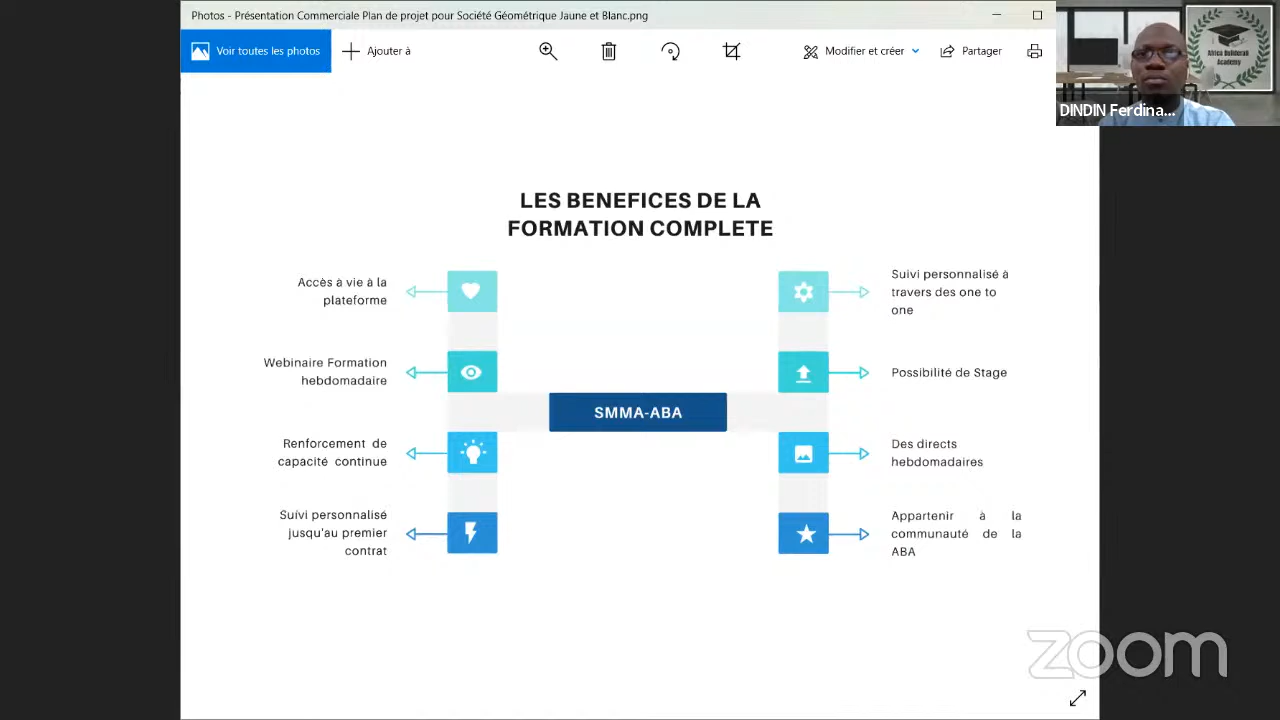 Photos - Présentation Commerciale Plan de projet pour Société Géométrique Jaune et Blanc.png
Voir toutes les photos
Ajouter à
Modifier et créer
Partager
Africa Builders
Academy
DINDIN Ferdina...
LES BENEFICES DE LA
FORMATION COMPLETE
Accès à vie à la
plateforme
Webinaire Formation
hebdomadaire
Renforcement de
capacité continue
Suivi personnalisé
jusqu'au premier
contrat
SMMA-ABA
Suivi personnalisé à
travers des one to
one
Possibilité de Stage
Des directs
hebdomadaires
Appartenir à la
communauté de la
ABA
zoom